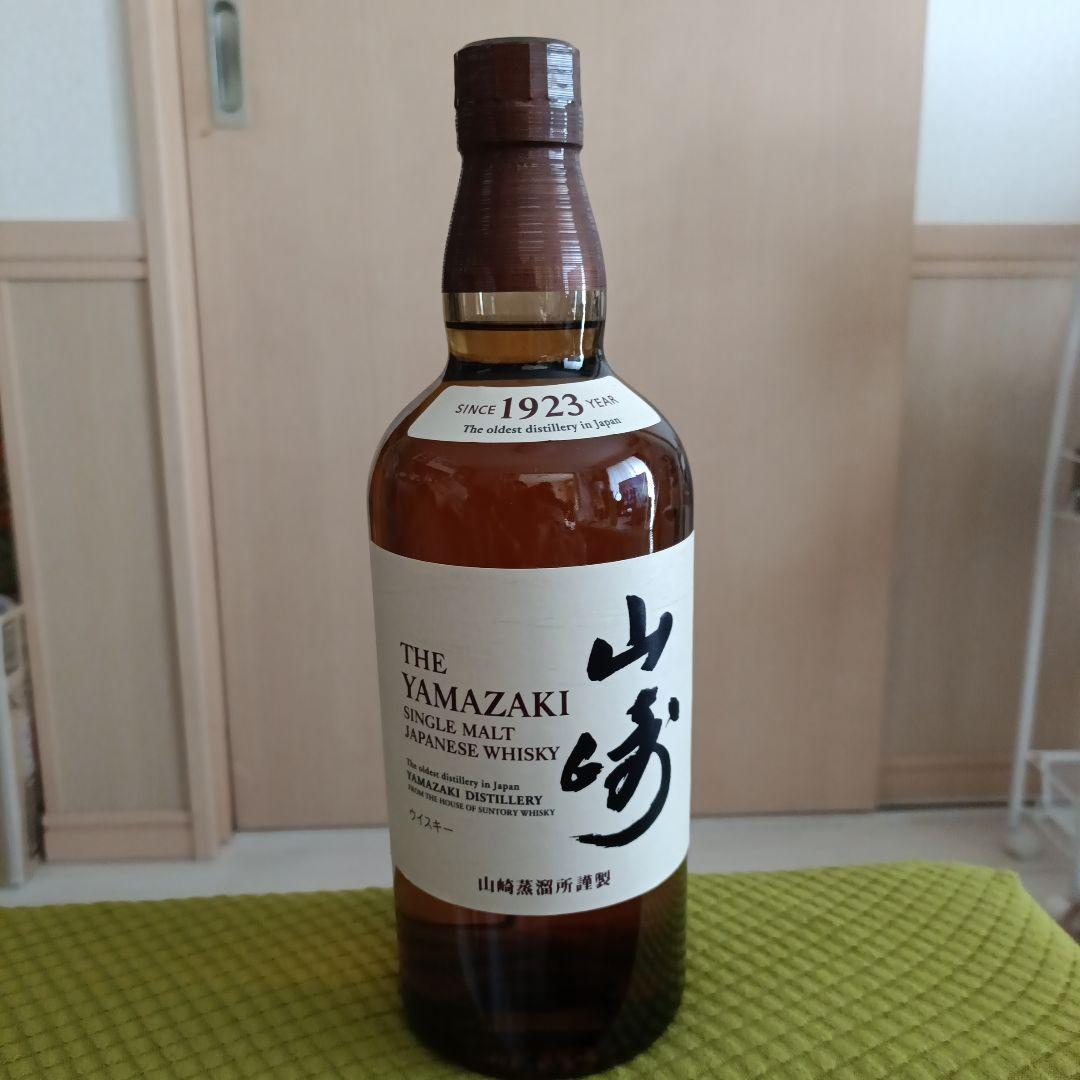 SINCE 1923 YEAR
The oldest distillery in Japan
山崎
THE
YAMAZAKI
SINGLE MALT
JAPANESE WHISKY
The oldest distillery in Japan
YAMAZAKI DISTILLERY
FROM THE HOUSE OF SUNTORY WHISKY
ウイスキー
山崎蒸溜所謹製